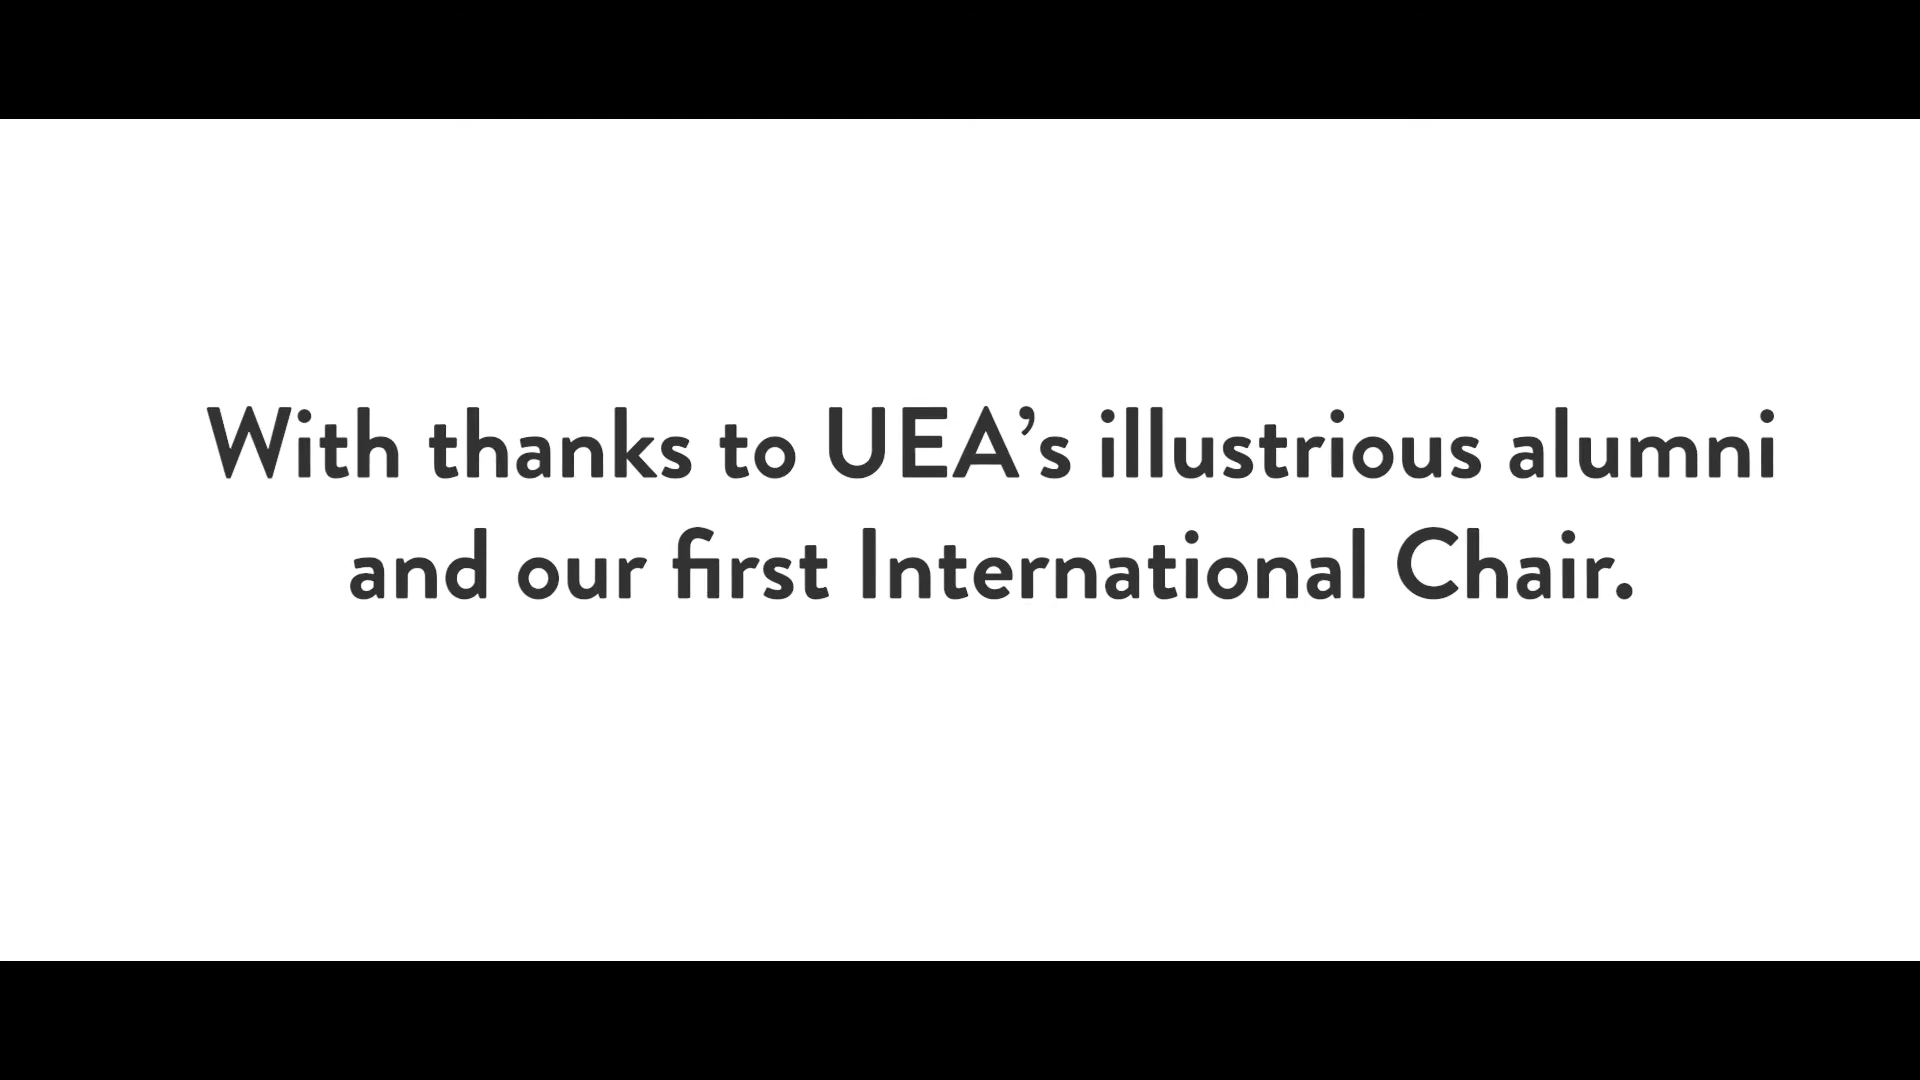 With thanks to UEA’s illustrious alumni
and our first International Chair.